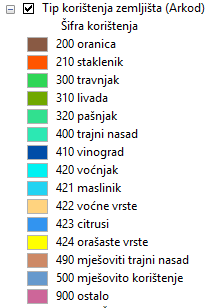 Tip korištenja zemljišta (Arkod)
Šifra korištenja
200 oranica
210 staklenik
300 travnjak
310 livada
320 pašnjak
400 trajni nasad
410 vinograd
420 voćnjak
421 maslinik
422 voćne vrste
423 citrusi
424 orašaste vrste
490 mješoviti trajni nasad
500 mješovito korištenje
900 ostalo